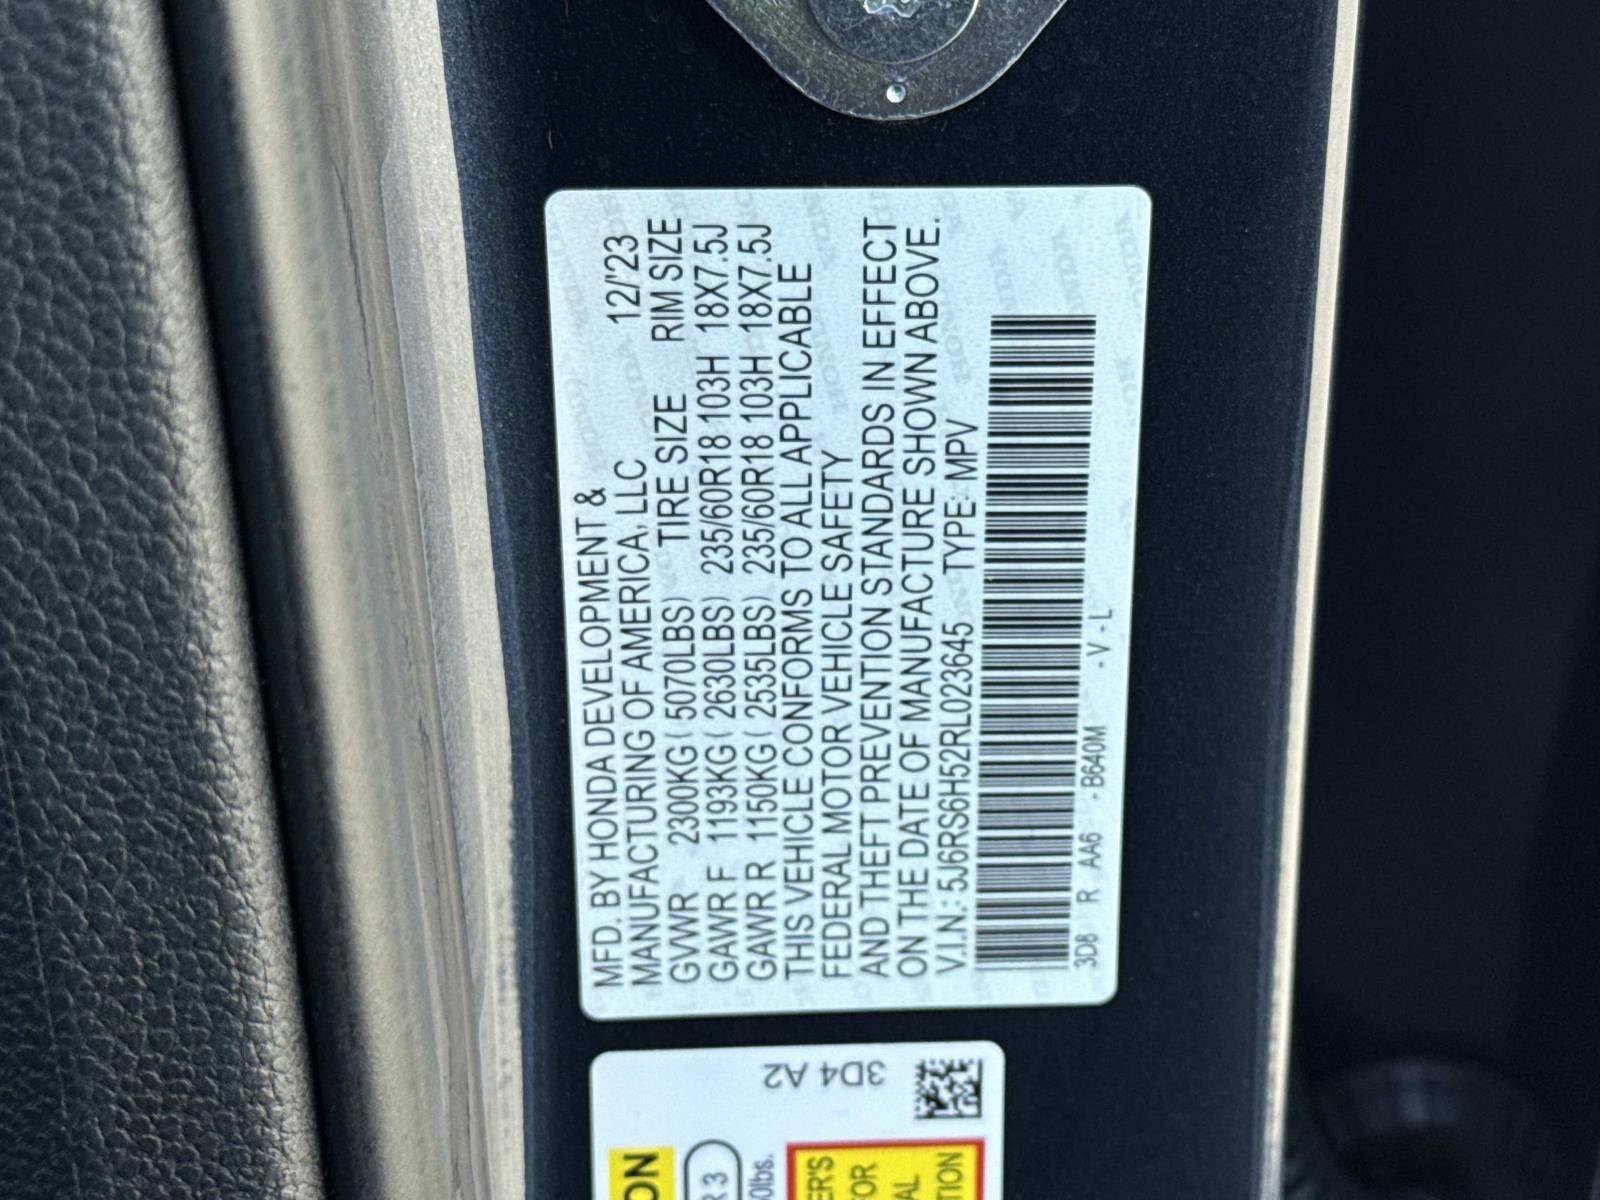 MFD. BY HONDA DEVELOPMENT &
MANUFACTURING OF AMERICA, LLC 12/'23
GVWR 2300KG ( 5070LBS) TIRE SIZE RIM SIZE
GAWR F 1193KG ( 2630LBS) 235/60R18 103H 18X7.5J
GAWR R 1150KG ( 2535LBS) 235/60R18 103H 18X7.5J
THIS VEHICLE CONFORMS TO ALL APPLICABLE
FEDERAL MOTOR VEHICLE SAFETY
AND THEFT PREVENTION STANDARDS IN EFFECT
ON THE DATE OF MANUFACTURE SHOWN ABOVE.
V.I.N: 5J6RS6H52RL023645 TYPE: MPV
3D8 R AA6 - B640M - V - L
3D4 A2